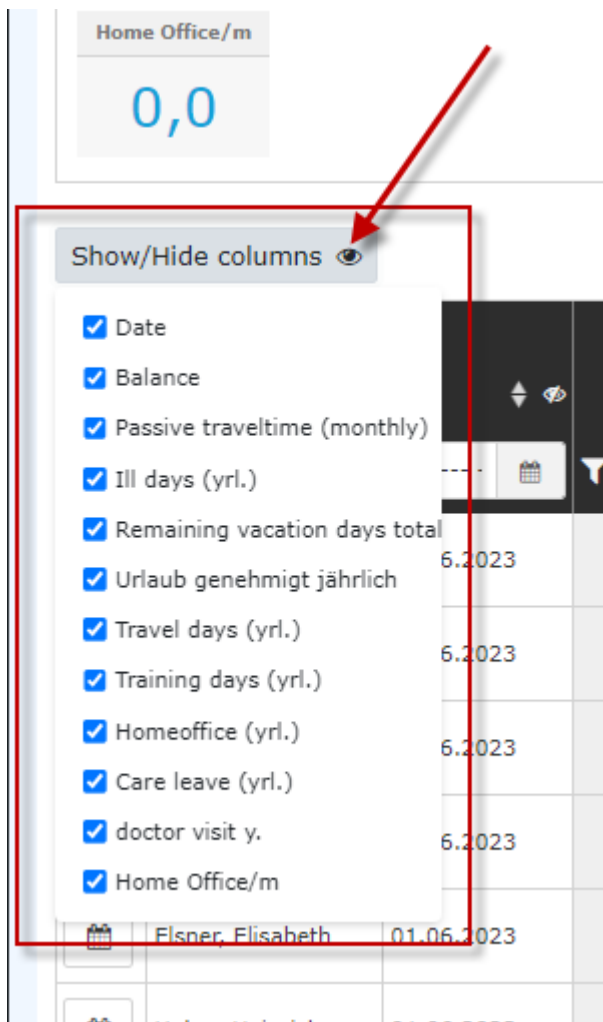 Home Office/m
0,0
Show/Hide columns
Date
Balance
Passive traveltime (monthly)
Ill days (yrl.)
Remaining vacation days total
6.2023
Urlaub genehmigt jährlich
Travel days (yrl.)
6.2023
Training days (yrl.)
Homeoffice (yrl.)
6.2023
Care leave (yrl.)
doctor visit y.
6.2023
Home Office/m
Elsner, Elisabeth 01.06.2023